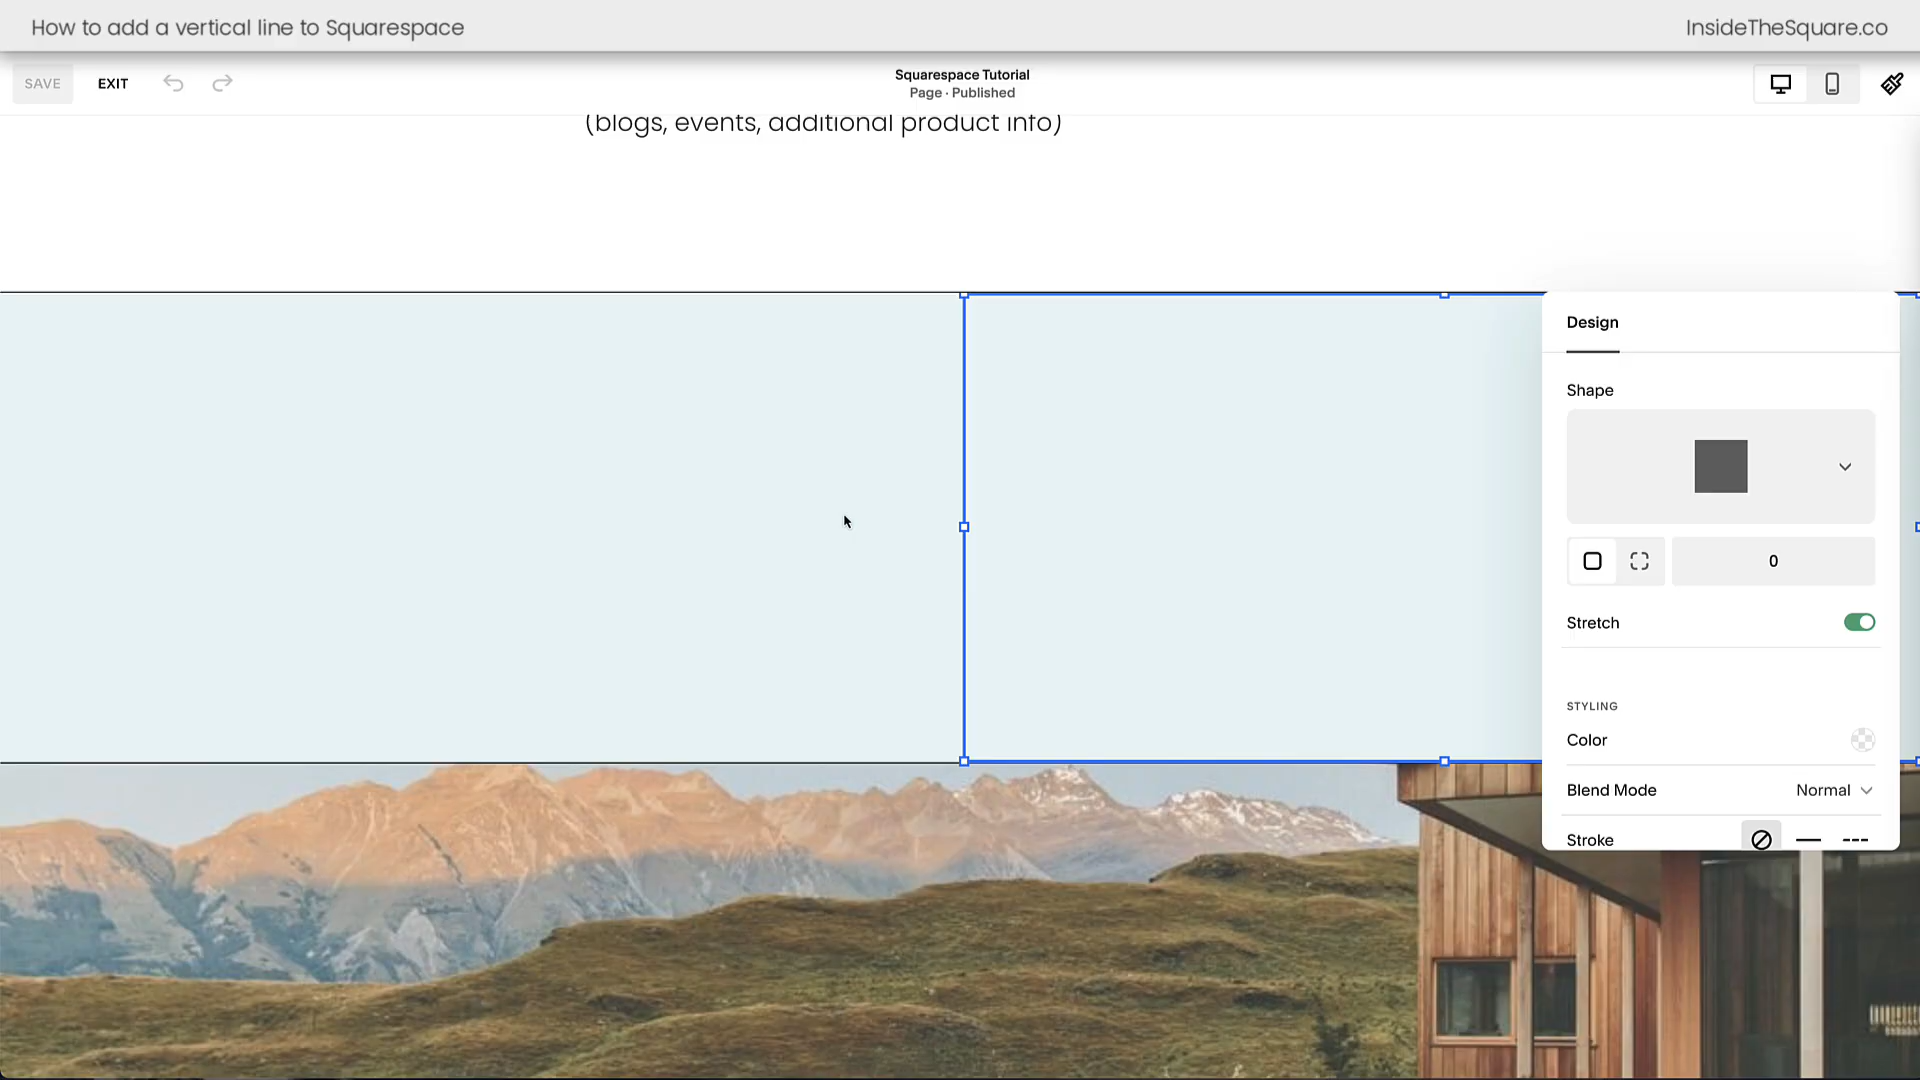 How to add a vertical line to Squarespace
InsideTheSquare.co
SAVE
EXIT
Squarespace Tutorial
Page · Published
(blogs, events, additional product info)
Design
Shape
0
Stretch
STYLING
Color
Blend Mode
Normal
Stroke